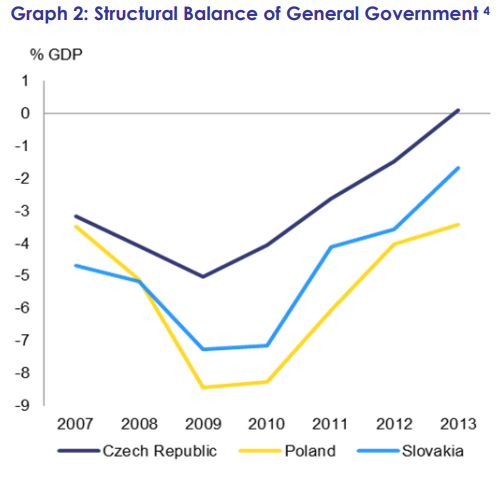 Graph 2: Structural Balance of General Government 4
% GDP
1
0
-1
-2
-3
-4
-5
-6
-7
-8
-9
2007 2008 2009 2010 2011 2012 2013
Czech Republic Poland Slovakia